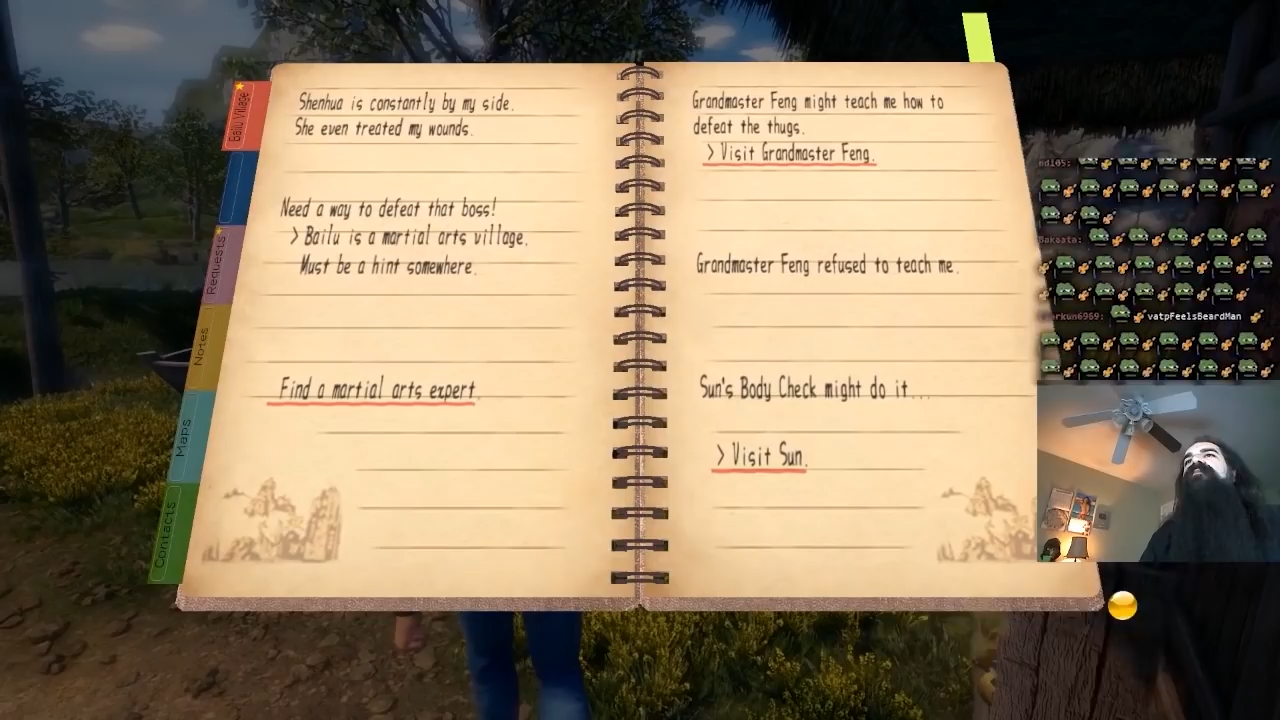 Shenhua is constantly by my side.
She even treated my wounds.
Need a way to defeat that boss!
> Bailu is a martial arts village.
Must be a hint somewhere.
Find a martial arts expert.
Grandmaster Feng might teach me how to
defeat the thugs.
> Visit Grandmaster Feng.
Grandmaster Feng refused to teach me.
Sun's Body Check might do it...
> Visit Sun.
Bailu Village
Requests
Notes
Maps
Contacts
vatpFeelsBeardMan